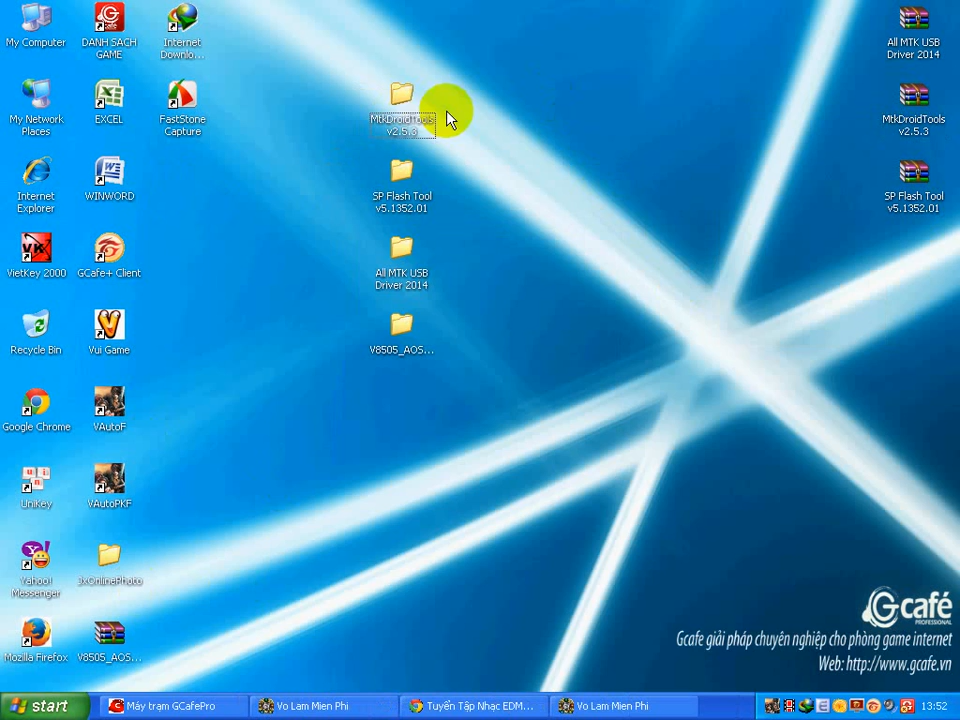 My Computer
DANH SACH
GAME
Internet
Downlo...
My Network
Places
EXCEL
FastStone
Capture
Internet
Explorer
WINWORD
VietKey 2000
GCafe+ Client
Recycle Bin
Vui Game
Google Chrome
VAutoF
Unikey
VAutoPKF
Yahoo!
Messenger
JxOnlinePhoto
Mozilla Firefox
V8505_AOS...
MtkDroidTools
v2.5.3
SP Flash Tool
v5.1352.01
All MTK USB
Driver 2014
V8505_AOS...
All MTK USB
Driver 2014
MtkDroidTools
v2.5.3
SP Flash Tool
v5.1352.01
Gcafé
PROFESSIONAL
Gcafe giải pháp chuyên nghiệp cho phòng game internet
Web: http://www.gcafe.vn
start
Máy trạm GCafePro
Vo Lam Mien Phi
Tuyển Tập Nhạc EDM...
Vo Lam Mien Phi
13:52